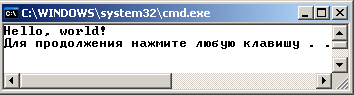 C:\WINDOWS\system32\cmd.exe
Hello, world!
Для продолжения нажмите любую клавишу . .